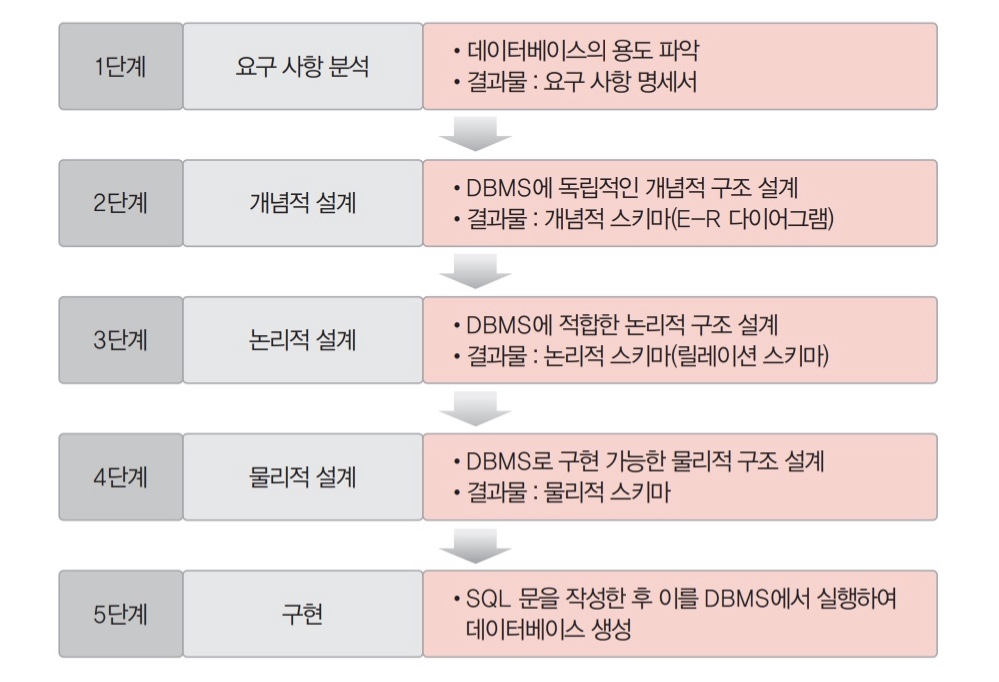 1단계
요구 사항 분석
• 데이터베이스의 용도 파악
• 결과물 : 요구 사항 명세서
2단계
개념적 설계
• DBMS에 독립적인 개념적 구조 설계
• 결과물 : 개념적 스키마(E-R 다이어그램)
3단계
논리적 설계
• DBMS에 적합한 논리적 구조 설계
• 결과물 : 논리적 스키마(릴레이션 스키마)
4단계
물리적 설계
• DBMS로 구현 가능한 물리적 구조 설계
• 결과물 : 물리적 스키마
5단계
구현
• SQL 문을 작성한 후 이를 DBMS에서 실행하여
데이터베이스 생성